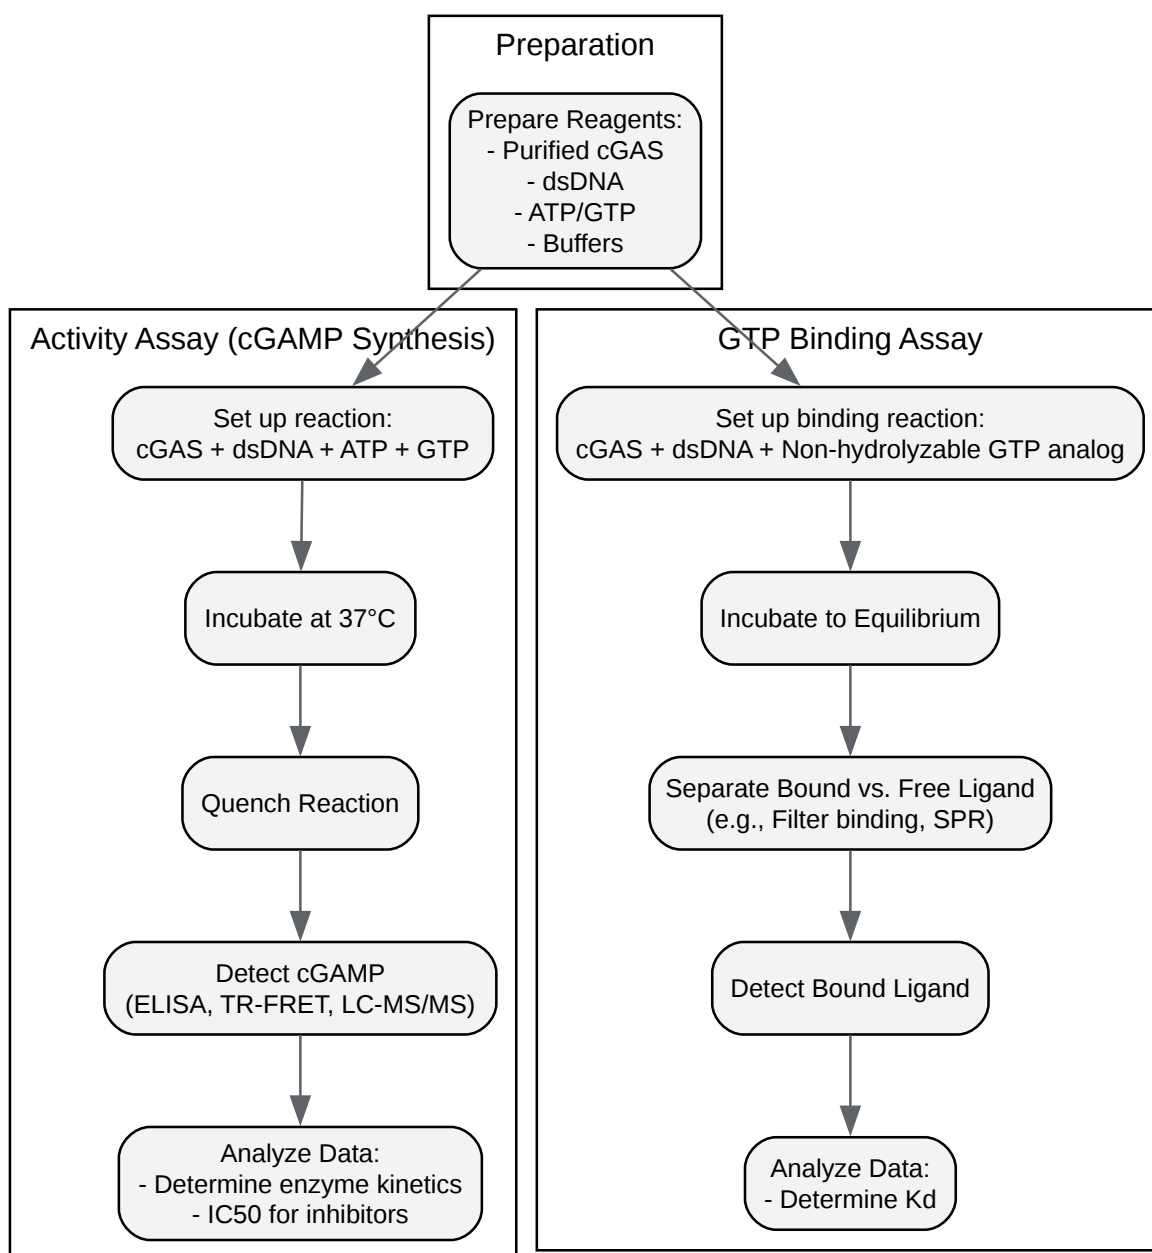 Preparation
Prepare Reagents:
- Purified cGAS
- dsDNA
- ATP/GTP
- Buffers
Activity Assay (cGAMP Synthesis)
Set up reaction:
cGAS + dsDNA + ATP + GTP
Incubate at 37°C
Quench Reaction
Detect cGAMP
(ELISA, TR-FRET, LC-MS/MS)
Analyze Data:
- Determine enzyme kinetics
- IC50 for inhibitors
GTP Binding Assay
Set up binding reaction:
cGAS + dsDNA + Non-hydrolyzable GTP analog
Incubate to Equilibrium
Separate Bound vs. Free Ligand
(e.g., Filter binding, SPR)
Detect Bound Ligand
Analyze Data:
- Determine Kd